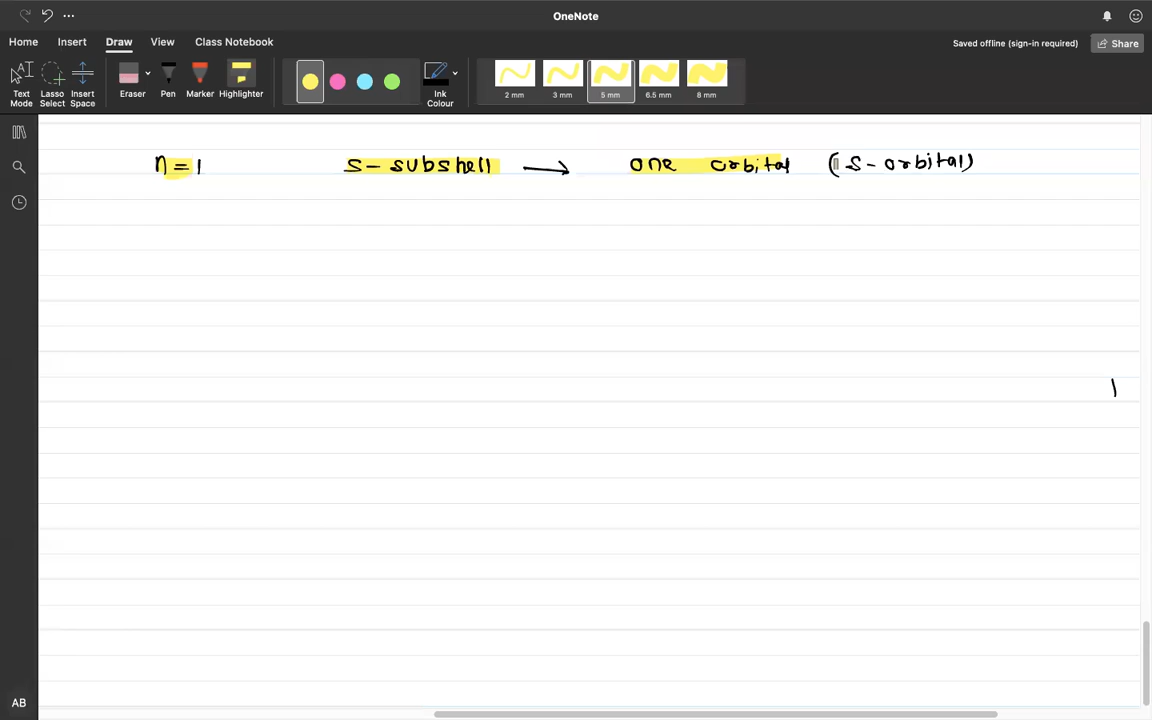 OneNote
Home Insert Draw View Class Notebook Saved offline (sign-in required) Share
Text Mode Lasso Select Insert Space Eraser Pen Marker Highlighter Ink Colour 2 mm 3 mm 5 mm 6.5 mm 8 mm
n = 1 s - subshell → one orbital (s - orbital)
1
AB